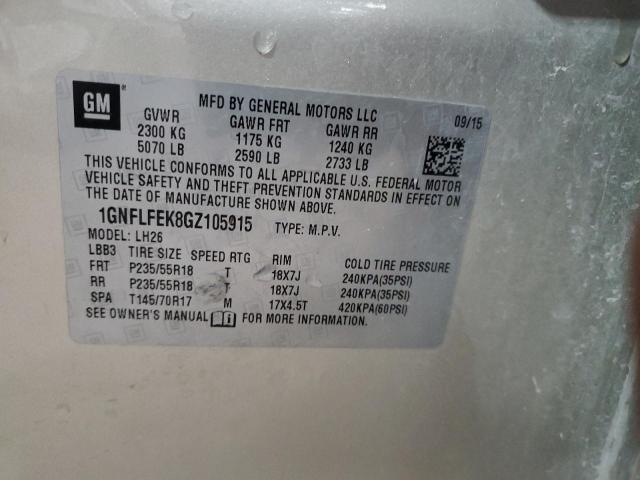 GM
MFD BY GENERAL MOTORS LLC
09/15
GVWR GAWR FRT GAWR RR
2300 KG 1175 KG 1240 KG
5070 LB 2590 LB 2733 LB
THIS VEHICLE CONFORMS TO ALL APPLICABLE U.S. FEDERAL MOTOR
VEHICLE SAFETY AND THEFT PREVENTION STANDARDS IN EFFECT ON
THE DATE OF MANUFACTURE SHOWN ABOVE.
1GNFLFEK8GZ105915 TYPE: M.P.V.
MODEL: LH26
LBB3 TIRE SIZE SPEED RTG RIM COLD TIRE PRESSURE
FRT P235/55R18 T 18X7J 240KPA(35PSI)
RR P235/55R18 T 18X7J 240KPA(35PSI)
SPA T145/70R17 M 17X4.5T 420KPA(60PSI)
SEE OWNER'S MANUAL FOR MORE INFORMATION.